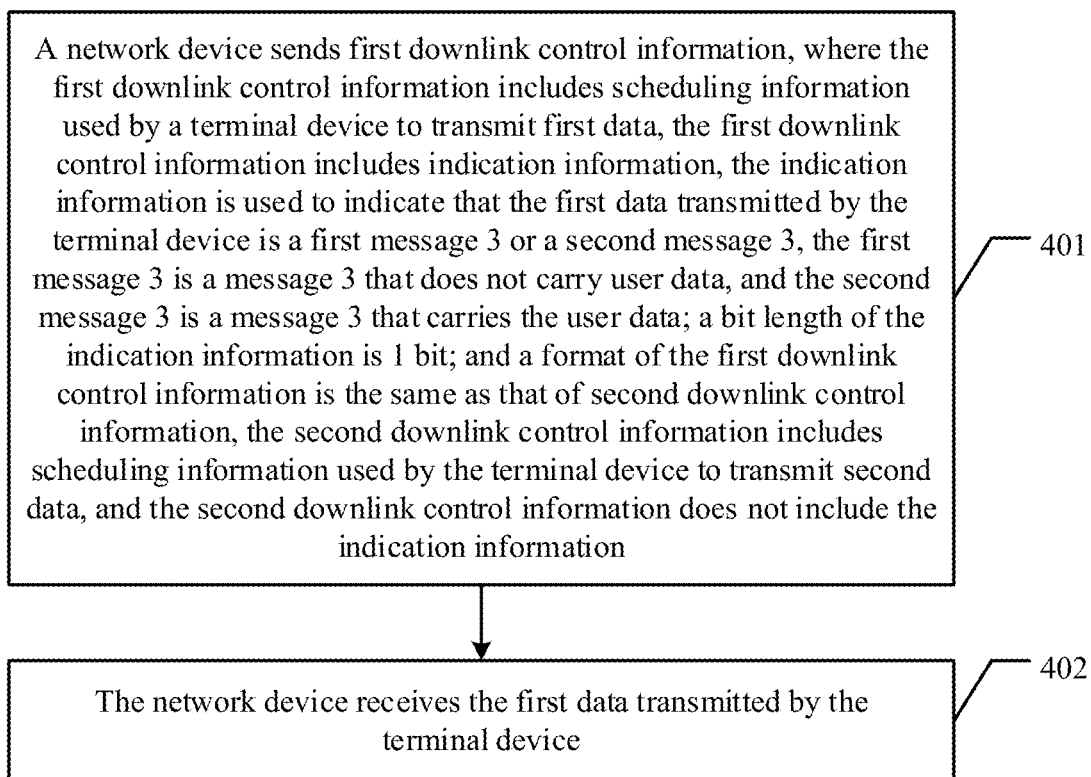 A network device sends first downlink control information, where the
first downlink control information includes scheduling information
used by a terminal device to transmit first data, the first downlink
control information includes indication information, the indication
information is used to indicate that the first data transmitted by the
terminal device is a first message 3 or a second message 3, the first
message 3 is a message 3 that does not carry user data, and the second
message 3 is a message 3 that carries the user data; a bit length of the
indication information is 1 bit; and a format of the first downlink
control information is the same as that of second downlink control
information, the second downlink control information includes
scheduling information used by the terminal device to transmit second
data, and the second downlink control information does not include the
indication information
401
The network device receives the first data transmitted by the
terminal device
402